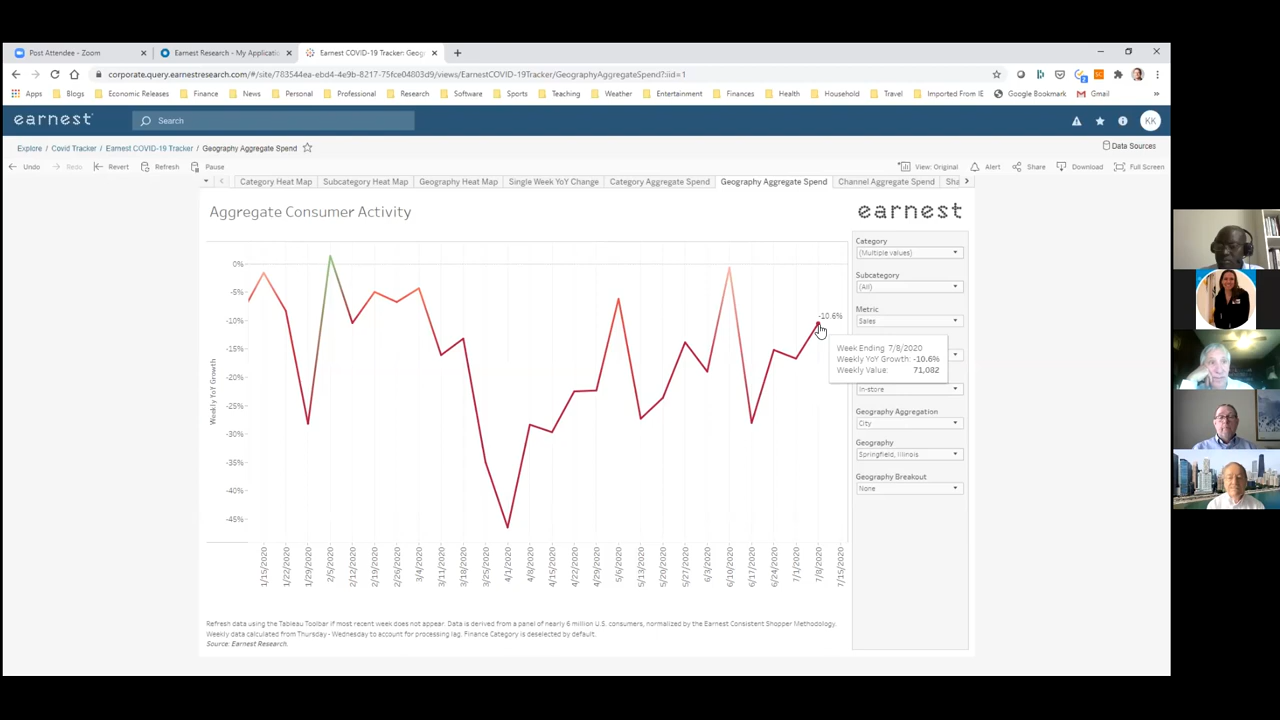 Post Attendee - Zoom
Earnest Research - My Applicati
Earnest COVID-19 Tracker: Geog
corporate.query.earnestresearch.com/#/site/783544ea-ebd4-4e9b-8217-75fce04803d9/views/EarnestCOVID-19Tracker/GeographyAggregateSpend?:iid=1
Apps Blogs Economic Releases Finance News Personal Professional Research Software Sports Teaching Weather Entertainment Finances Health Household Travel Imported From IE Google Bookmark Gmail
earnest Search KK
Explore / Covid Tracker / Earnest COVID-19 Tracker / Geography Aggregate Spend
Data Sources
Undo Redo Revert Refresh Pause View: Original Alert Share Download Full Screen
Category Heat Map Subcategory Heat Map Geography Heat Map Single Week YoY Change Category Aggregate Spend Geography Aggregate Spend Channel Aggregate Spend Sha
Aggregate Consumer Activity
earnest
Weekly YoY Growth
0%
-5%
-10%
-15%
-20%
-25%
-30%
-35%
-40%
-45%
-10.6%
Week Ending 7/8/2020
Weekly YoY Growth: -10.6%
Weekly Value: 71,082
1/15/2020 1/22/2020 1/29/2020 2/5/2020 2/12/2020 2/19/2020 2/26/2020 3/4/2020 3/11/2020 3/18/2020 3/25/2020 4/1/2020 4/8/2020 4/15/2020 4/22/2020 4/29/2020 5/6/2020 5/13/2020 5/20/2020 5/27/2020 6/3/2020 6/10/2020 6/17/2020 6/24/2020 7/1/2020 7/8/2020 7/15/2020
Category
(Multiple values)
Subcategory
(All)
Metric
Sales
In-store
Geography Aggregation
City
Geography
Springfield, Illinois
Geography Breakout
None
Refresh data using the Tableau Toolbar if most recent week does not appear. Data is derived from a panel of nearly 6 million U.S. consumers, normalized by the Earnest Consistent Shopper Methodology.
Weekly data calculated from Thursday - Wednesday to account for processing lag. Finance Category is deselected by default.
Source: Earnest Research.